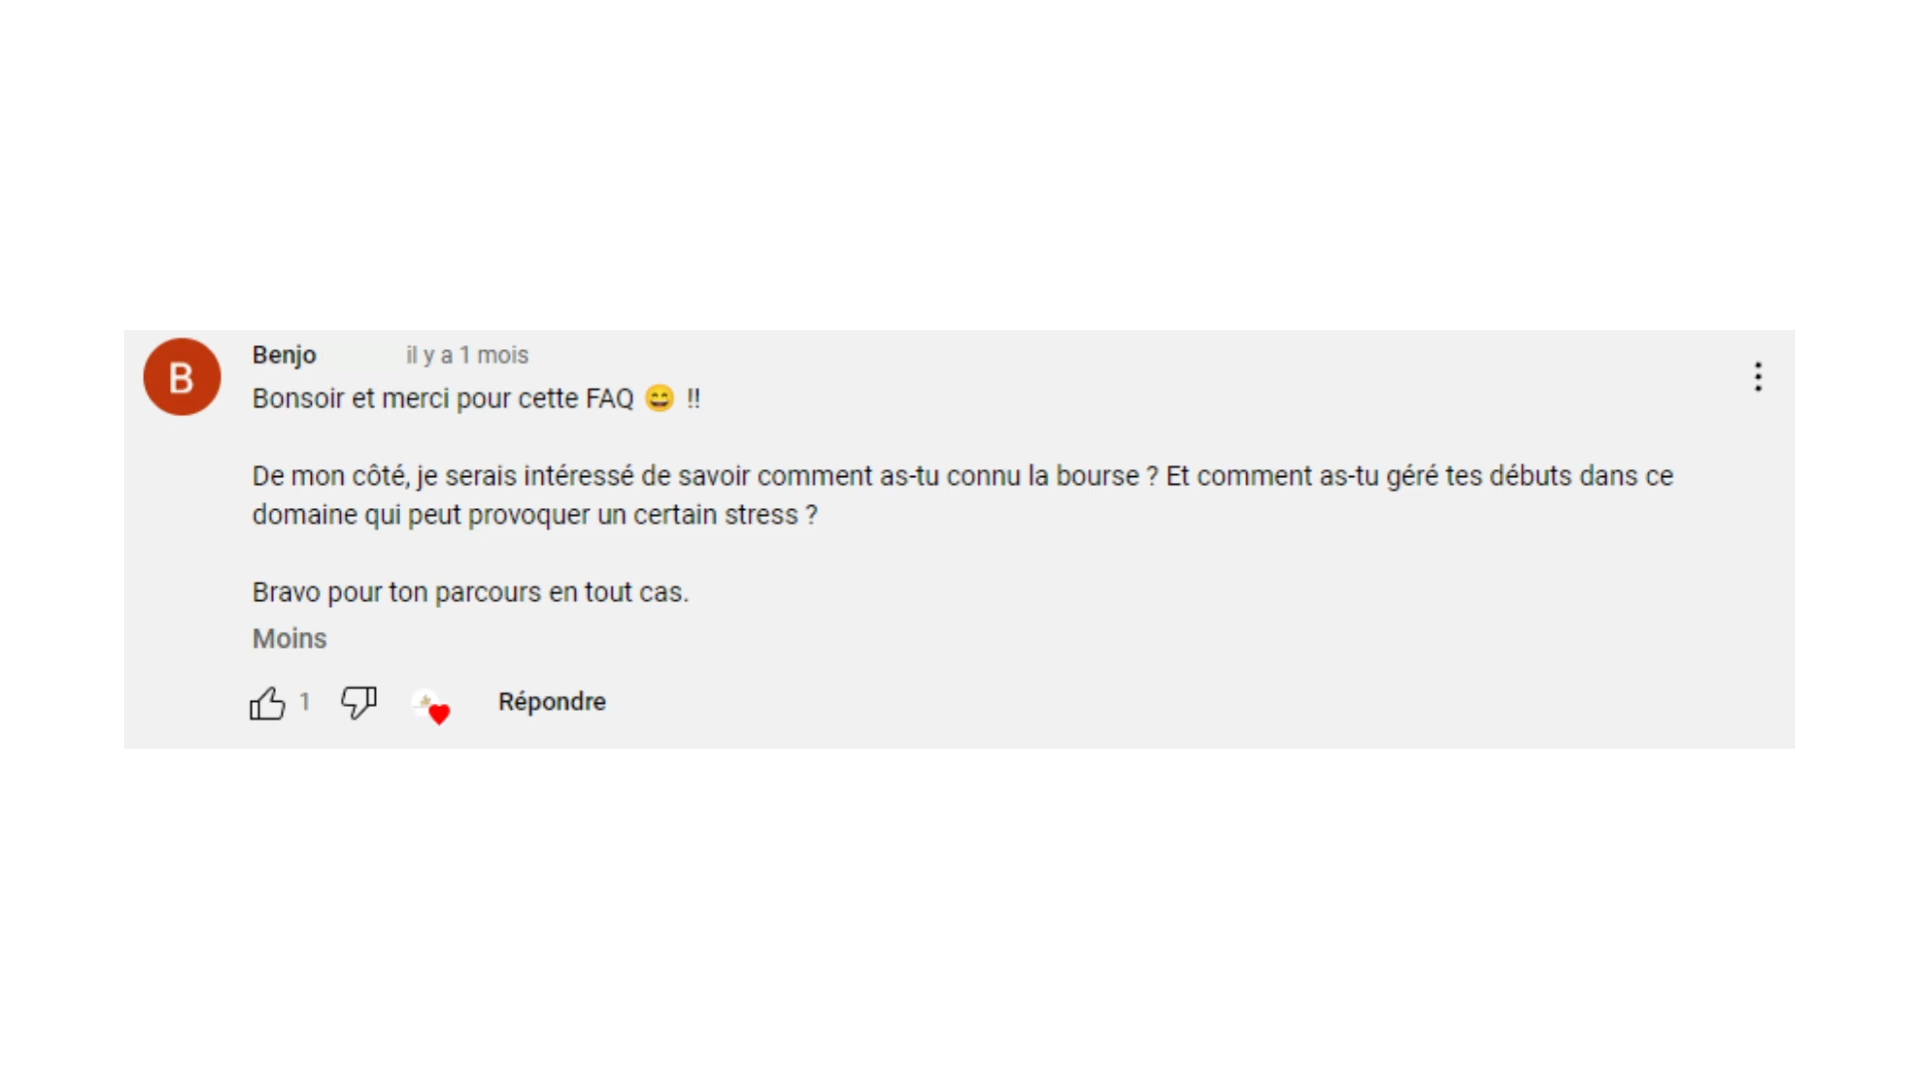 B
Benjo il y a 1 mois
Bonsoir et merci pour cette FAQ 😄 !!
De mon côté, je serais intéressé de savoir comment as-tu connu la bourse ? Et comment as-tu géré tes débuts dans ce
domaine qui peut provoquer un certain stress ?
Bravo pour ton parcours en tout cas.
Moins
1 Répondre